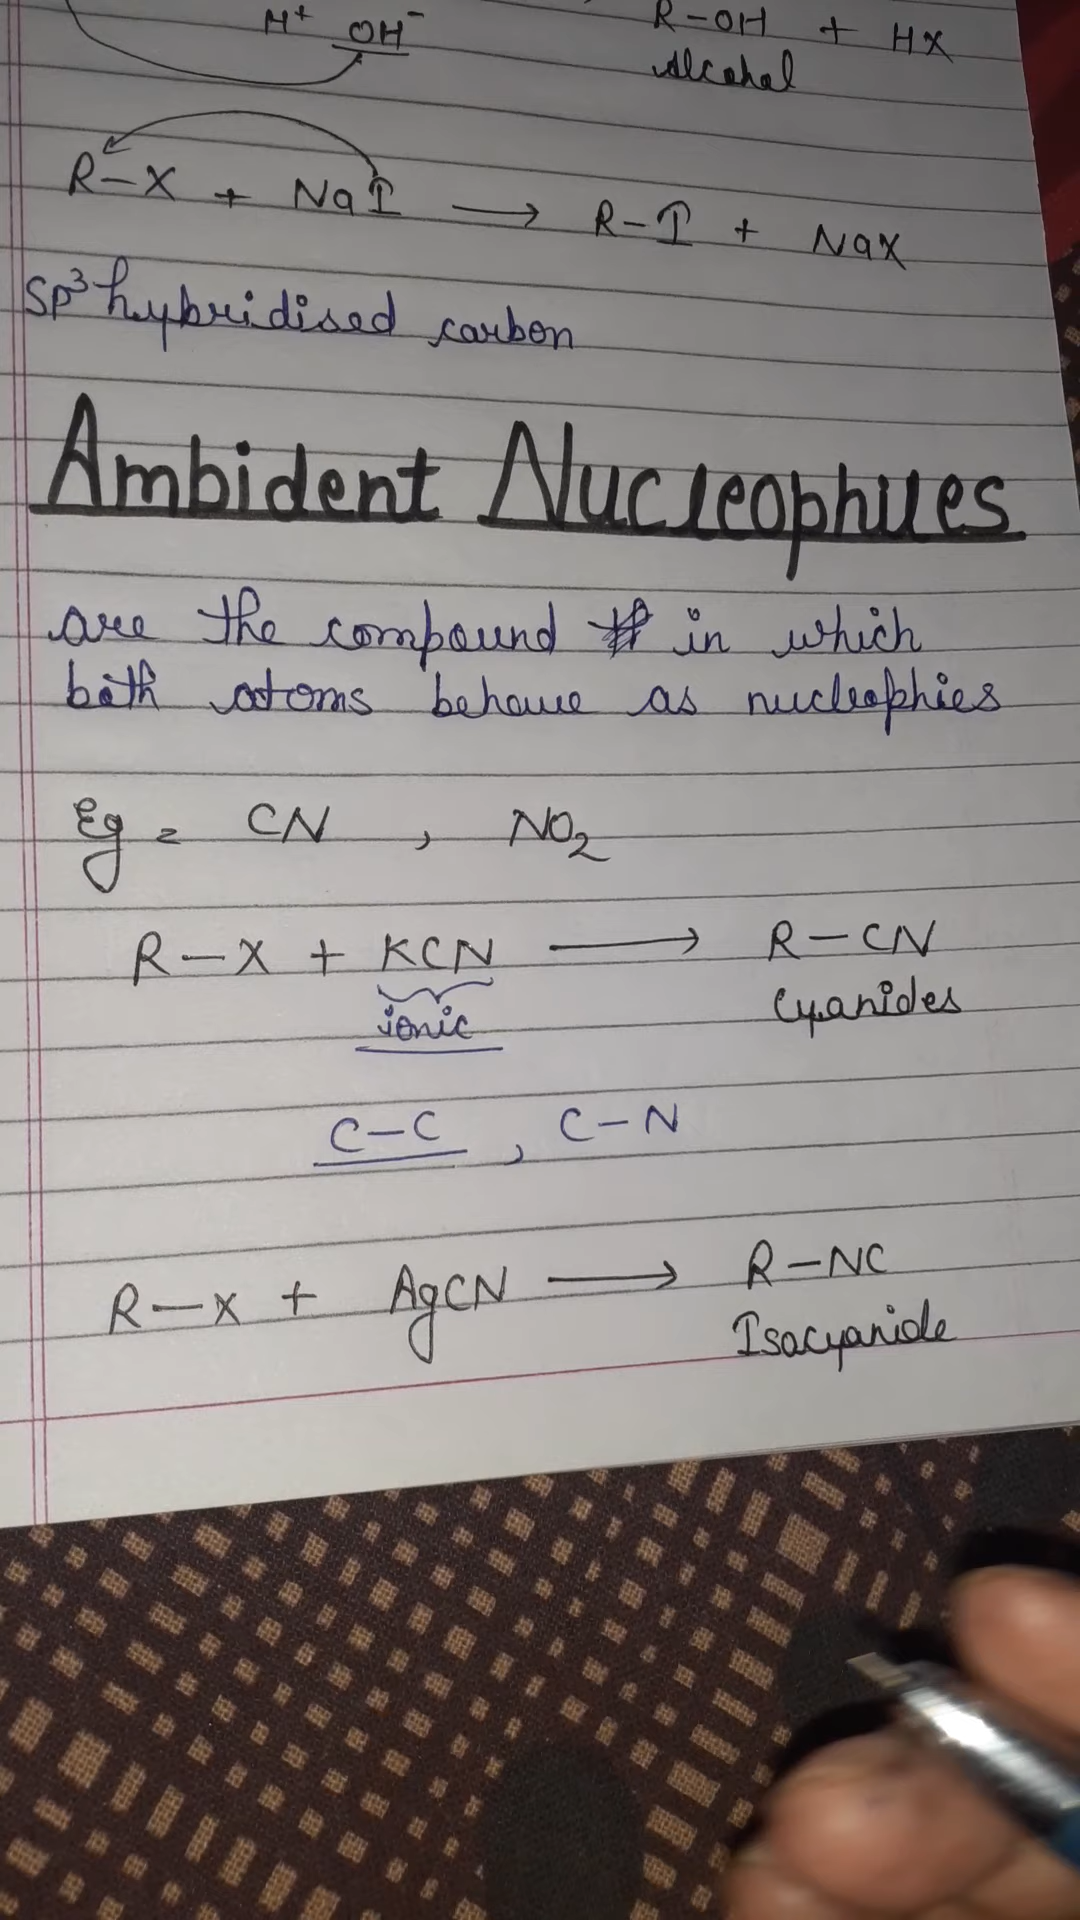 H⁺ OH⁻ R-OH + HX
Alcohol
R-X + NaI → R-I + NaX
SP³ hybridised carbon
Ambident Nucleophiles
are the compound in which
both atoms behave as nucleophies
Eg = CN , NO₂
R-X + KCN → R-CN
ionic Cyanides
C-C , C-N
R-X + AgCN → R-NC
Isocyanide